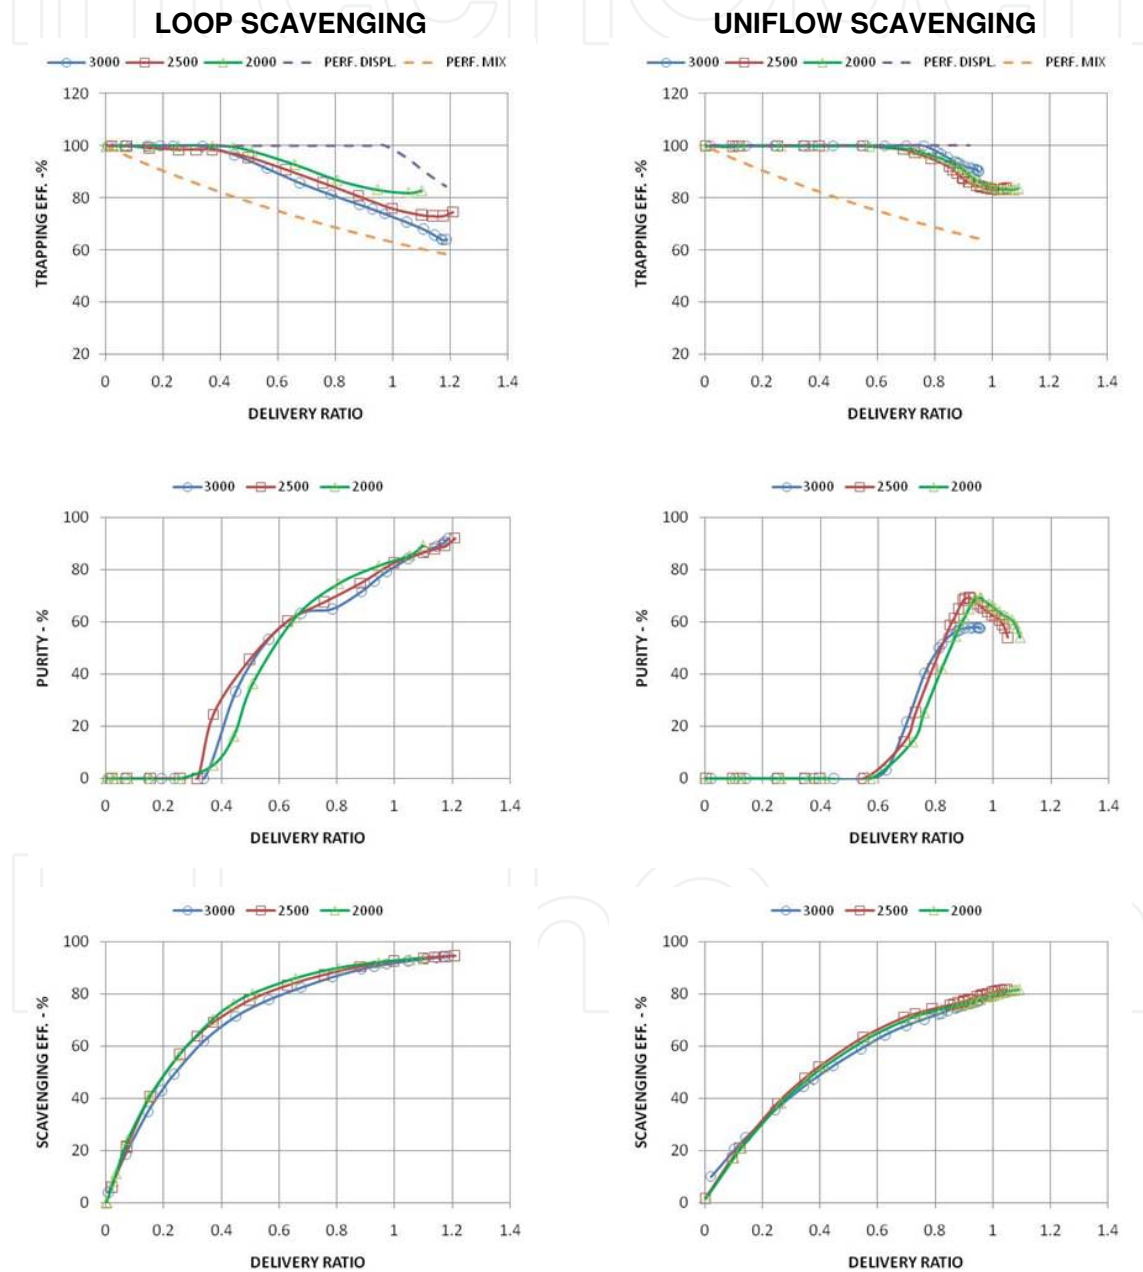 LOOP SCAVENGING
UNIFLOW SCAVENGING
3000 2500 2000 PERF. DISPL. PERF. MIX
TRAPPING EFF. -%
120
100
80
60
40
20
0 0.2 0.4 0.6 0.8 1 1.2 1.4
DELIVERY RATIO
3000 2500 2000 PERF. DISPL. PERF. MIX
TRAPPING EFF. -%
120
100
80
60
40
20
0 0.2 0.4 0.6 0.8 1 1.2 1.4
DELIVERY RATIO
3000 2500 2000
PURITY - %
100
80
60
40
20
0
0 0.2 0.4 0.6 0.8 1 1.2 1.4
DELIVERY RATIO
3000 2500 2000
PURITY - %
100
80
60
40
20
0
0 0.2 0.4 0.6 0.8 1 1.2 1.4
DELIVERY RATIO
3000 2500 2000
SCAVENGING EFF. - %
100
80
60
40
20
0
0 0.2 0.4 0.6 0.8 1 1.2 1.4
DELIVERY RATIO
3000 2500 2000
SCAVENGING EFF. - %
100
80
60
40
20
0
0 0.2 0.4 0.6 0.8 1 1.2 1.4
DELIVERY RATIO